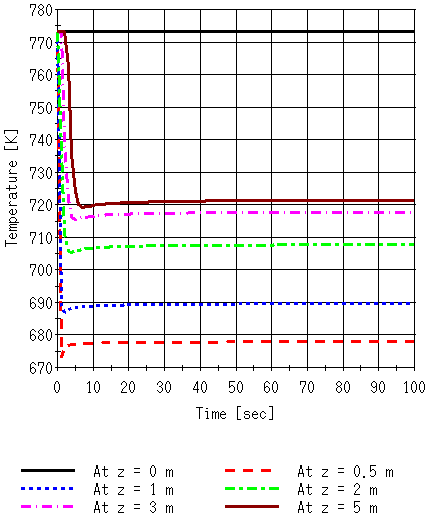 780
770
760
750
740
730
720
710
700
690
680
670
Temperature [K]
0 10 20 30 40 50 60 70 80 90 100
Time [sec]
At z = 0 m At z = 0.5 m
At z = 1 m At z = 2 m
At z = 3 m At z = 5 m